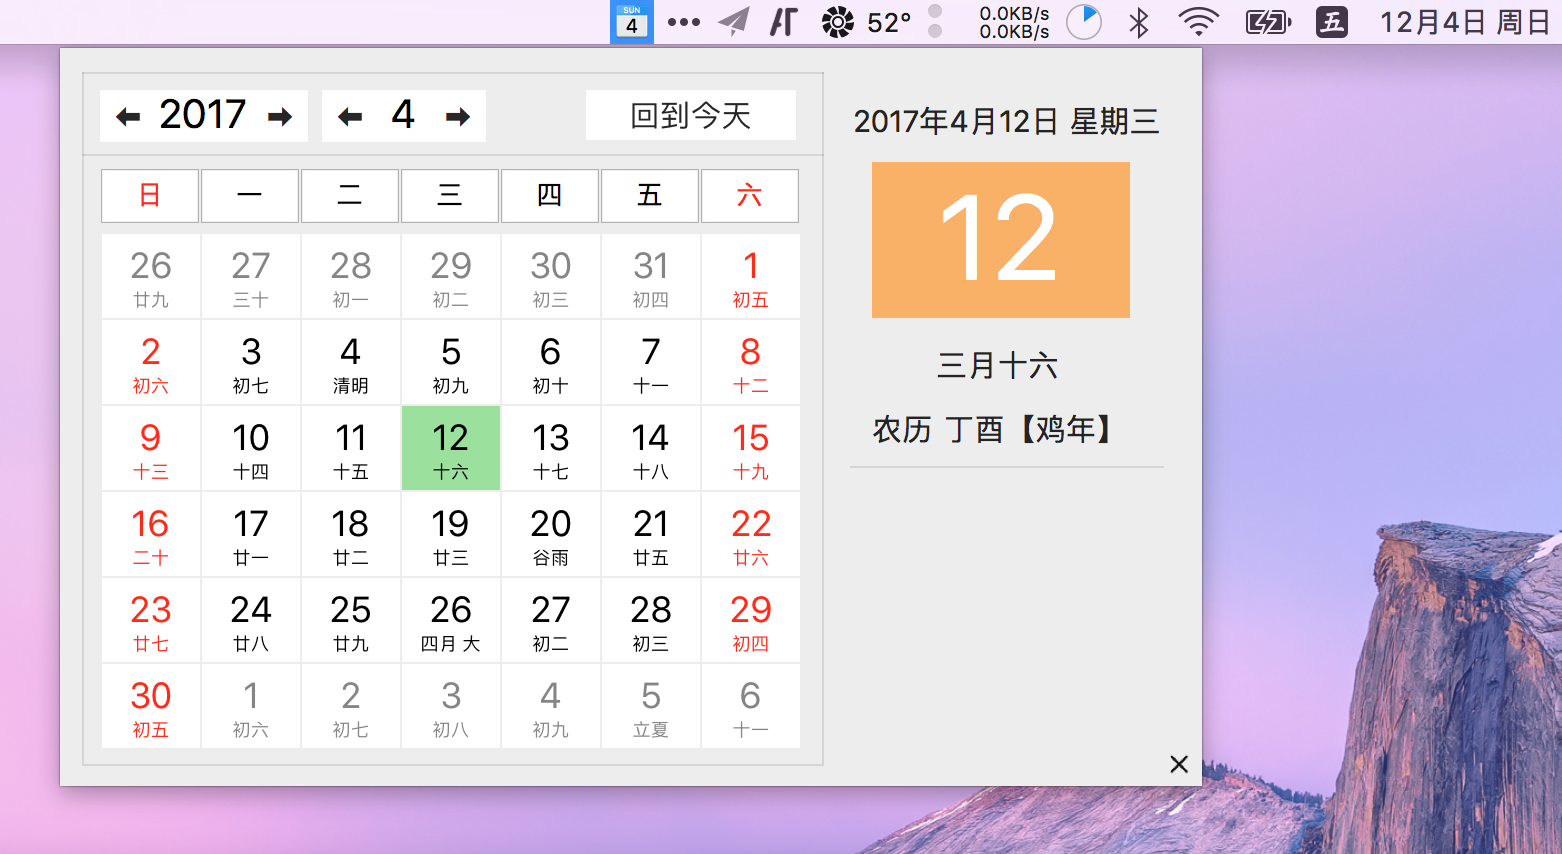 SUN
4
52°
0.0KB/s
0.0KB/s
五
12月4日 周日
2017
4
回到今天
日 一 二 三 四 五 六
26 27 28 29 30 31 1
廿九 三十 初一 初二 初三 初四 初五
2 3 4 5 6 7 8
初六 初七 清明 初九 初十 十一 十二
9 10 11 12 13 14 15
十三 十四 十五 十六 十七 十八 十九
16 17 18 19 20 21 22
二十 廿一 廿二 廿三 谷雨 廿五 廿六
23 24 25 26 27 28 29
廿七 廿八 廿九 四月 大 初二 初三 初四
30 1 2 3 4 5 6
初五 初六 初七 初八 初九 立夏 十一
2017年4月12日 星期三
12
三月十六
农历 丁酉【鸡年】